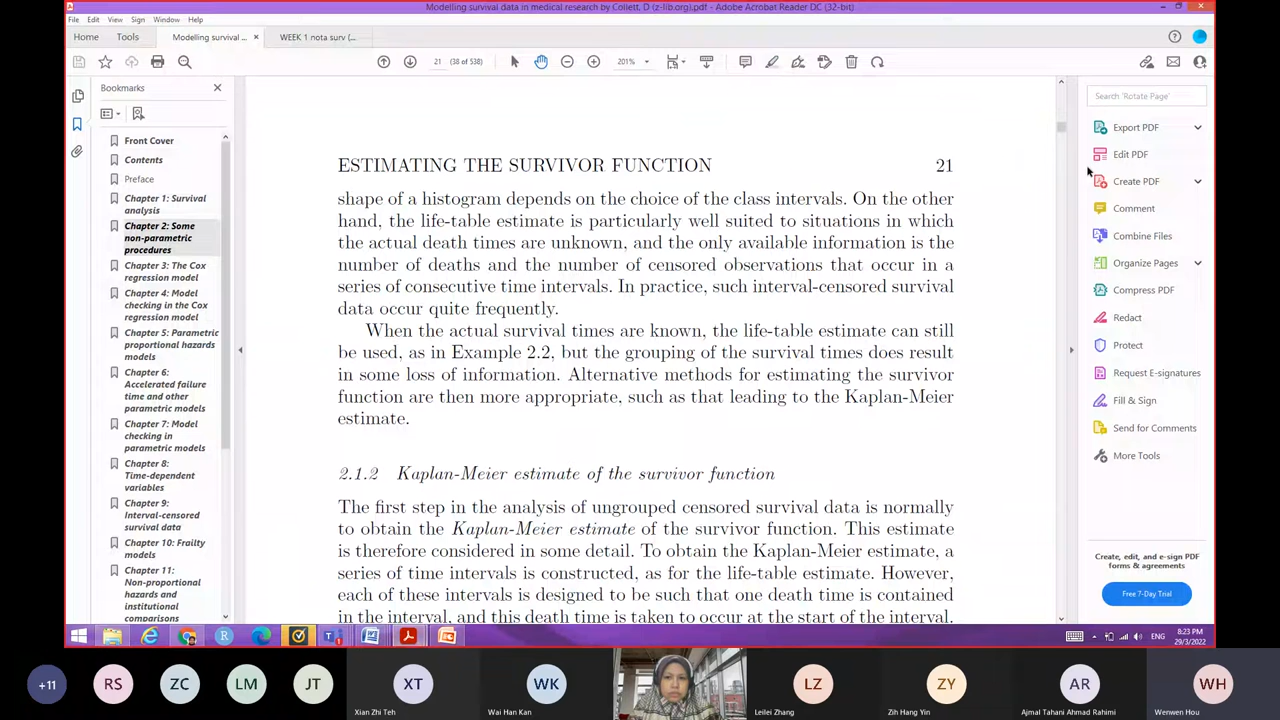 Modelling survival data in medical research by Collett, D (z-lib.org).pdf - Adobe Acrobat Reader DC (32-bit)
File Edit View Sign Window Help
Home Tools Modelling survival ... × WEEK 1 nota surv (...
21 (38 of 538) 201%
Bookmarks
Front Cover
Contents
Preface
Chapter 1: Survival
analysis
Chapter 2: Some
non-parametric
procedures
Chapter 3: The Cox
regression model
Chapter 4: Model
checking in the Cox
regression model
Chapter 5: Parametric
proportional hazards
models
Chapter 6:
Accelerated failure
time and other
parametric models
Chapter 7: Model
checking in
parametric models
Chapter 8:
Time-dependent
variables
Chapter 9:
Interval-censored
survival data
Chapter 10: Frailty
models
Chapter 11:
Non-proportional
hazards and
institutional
comparisons
ESTIMATING THE SURVIVOR FUNCTION 21
shape of a histogram depends on the choice of the class intervals. On the other
hand, the life-table estimate is particularly well suited to situations in which
the actual death times are unknown, and the only available information is the
number of deaths and the number of censored observations that occur in a
series of consecutive time intervals. In practice, such interval-censored survival
data occur quite frequently.
When the actual survival times are known, the life-table estimate can still
be used, as in Example 2.2, but the grouping of the survival times does result
in some loss of information. Alternative methods for estimating the survivor
function are then more appropriate, such as that leading to the Kaplan-Meier
estimate.
2.1.2 Kaplan-Meier estimate of the survivor function
The first step in the analysis of ungrouped censored survival data is normally
to obtain the Kaplan-Meier estimate of the survivor function. This estimate
is therefore considered in some detail. To obtain the Kaplan-Meier estimate, a
series of time intervals is constructed, as for the life-table estimate. However,
each of these intervals is designed to be such that one death time is contained
in the interval, and this death time is taken to occur at the start of the interval.
Search 'Rotate Page'
Export PDF
Edit PDF
Create PDF
Comment
Combine Files
Organize Pages
Compress PDF
Redact
Protect
Request E-signatures
Fill & Sign
Send for Comments
More Tools
Create, edit, and e-sign PDF
forms & agreements
Free 7-Day Trial
ENG
8:23 PM
29/3/2022
+11 RS ZC LM JT XT WK LZ ZY AR WH
Xian Zhi Teh Wai Han Kan Leilei Zhang Zih Hang Yin Ajmal Tahani Ahmad Rahimi Wenwen Hou